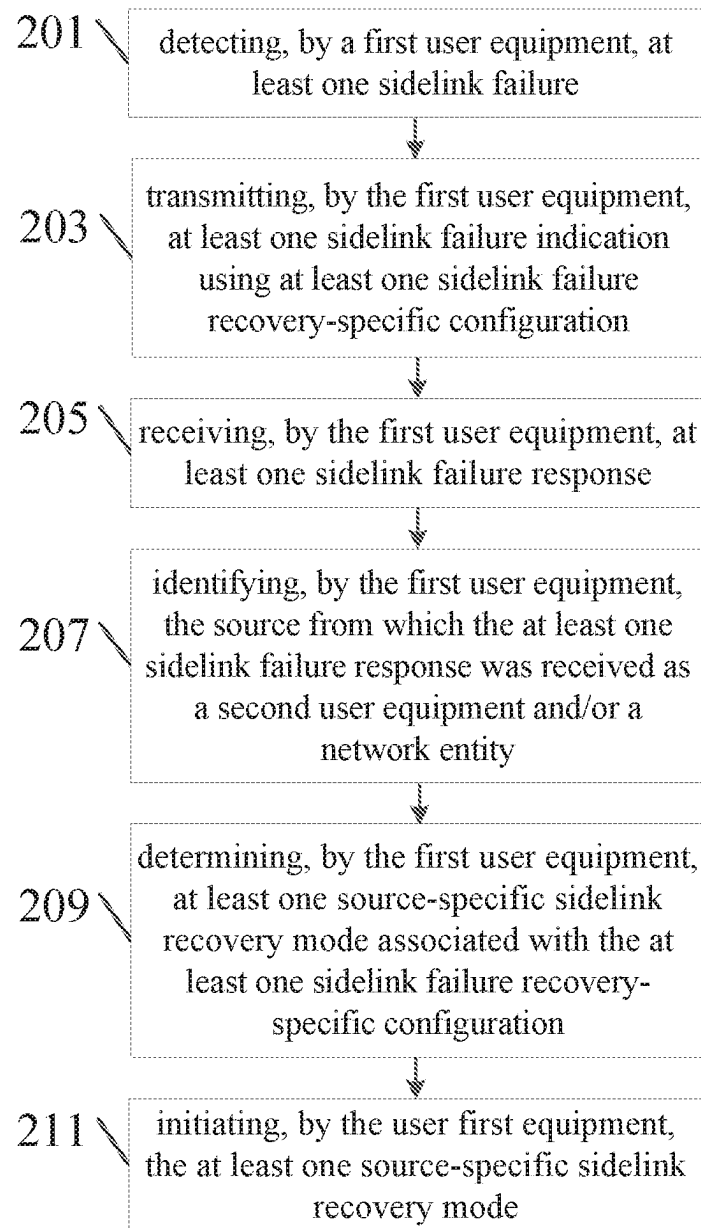 201
detecting, by a first user equipment, at
least one sidelink failure
203
transmitting, by the first user equipment,
at least one sidelink failure indication
using at least one sidelink failure
recovery-specific configuration
205
receiving, by the first user equipment, at
least one sidelink failure response
207
identifying, by the first user equipment,
the source from which the at least one
sidelink failure response was received as
a second user equipment and/or a
network entity
209
determining, by the first user equipment,
at least one source-specific sidelink
recovery mode associated with the at
least one sidelink failure recovery-
specific configuration
211
initiating, by the user first equipment,
the at least one source-specific sidelink
recovery mode